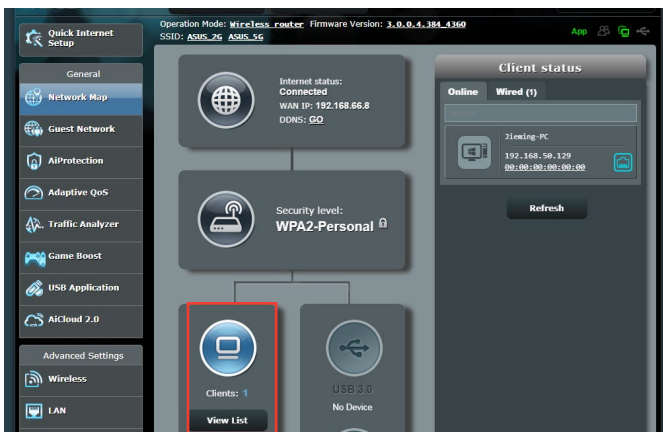 Quick Internet
Setup
Operation Mode: Wireless router Firmware Version: 3.0.0.4.384_4360
SSID: ASUS_2G ASUS_5G
App
General
Network Map
Guest Network
AiProtection
Adaptive QoS
Traffic Analyzer
Game Boost
USB Application
AiCloud 2.0
Advanced Settings
Wireless
LAN
Internet status:
Connected
WAN IP: 192.168.66.8
DDNS: GO
Security level:
WPA2-Personal
Clients: 1
View List
USB 3.0
No Device
Client status
Online Wired (1)
Jieming-PC
192.168.50.129
00:00:00:00:00:00
Refresh